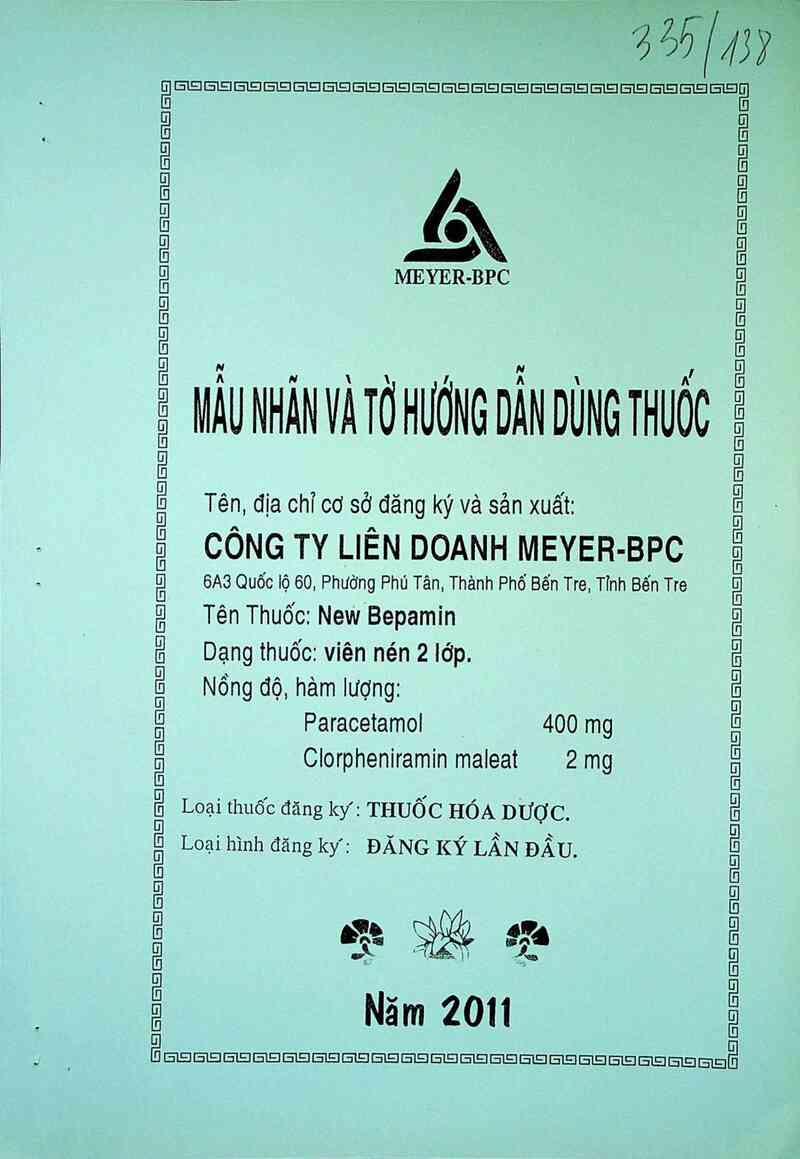 335/138
MEYER-BPC
MẪU NHÃN VÀ TỜ HƯỚNG DẪN DÙNG THUỐC
Tên, địa chỉ cơ sở đăng ký và sản xuất:
CÔNG TY LIÊN DOANH MEYER-BPC
6A3 Quốc lộ 60, Phường Phú Tân, Thành Phố Bến Tre, Tỉnh Bến Tre
Tên Thuốc: New Bepamin
Dạng thuốc: viên nén 2 lớp.
Nồng độ, hàm lượng:
Paracetamol 400 mg
Clorpheniramin maleat 2 mg
Loại thuốc đăng ký: THUỐC HÓA DƯỢC.
Loại hình đăng ký: ĐĂNG KÝ LẦN ĐẦU.
Năm 2011